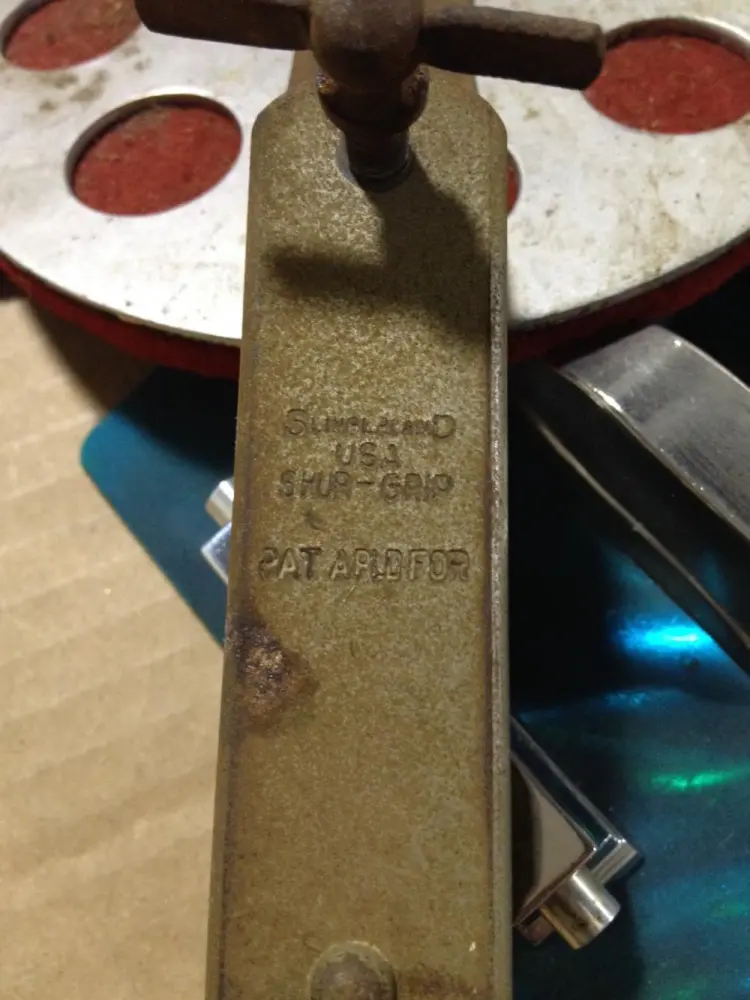 SLINGERLAND
USA
SHUR-GRIP
PAT APLD FOR